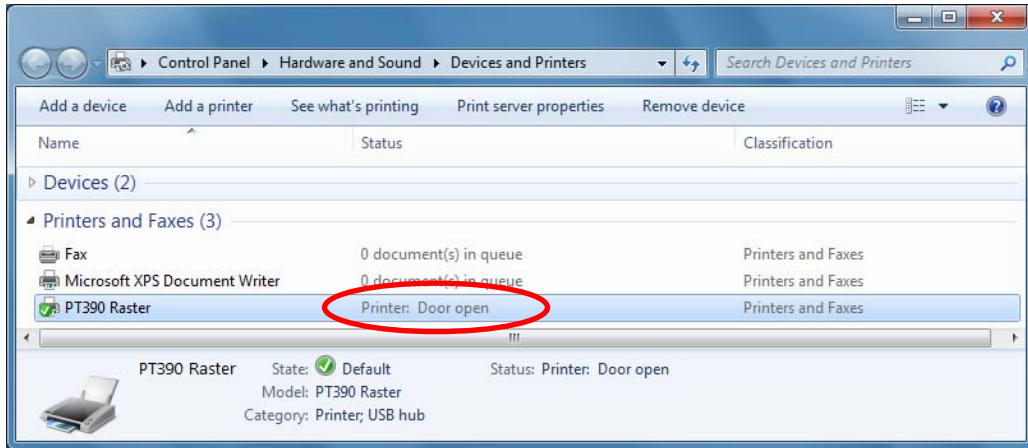 Control Panel Hardware and Sound Devices and Printers Search Devices and Printers
Add a device Add a printer See what's printing Print server properties Remove device
Name Status Classification
Devices (2)
Printers and Faxes (3)
Fax 0 document(s) in queue Printers and Faxes
Microsoft XPS Document Writer 0 document(s) in queue Printers and Faxes
PT390 Raster Printer: Door open Printers and Faxes
PT390 Raster State: Default Status: Printer: Door open
Model: PT390 Raster
Category: Printer; USB hub